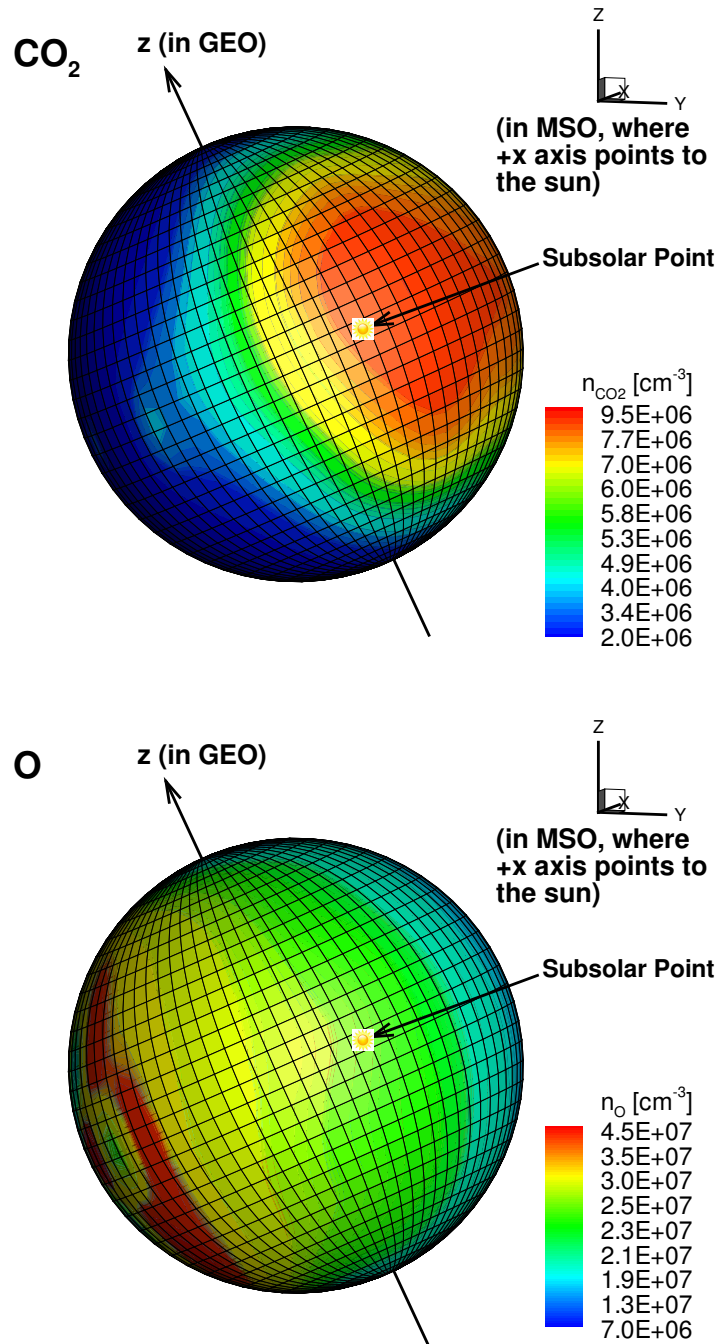 CO₂
z (in GEO)
Z
X
Y
(in MSO, where
+x axis points to
the sun)
Subsolar Point
n_CO2 [cm⁻³]
9.5E+06
7.7E+06
7.0E+06
6.0E+06
5.8E+06
5.3E+06
4.9E+06
4.0E+06
3.4E+06
2.0E+06
O
z (in GEO)
Z
X
Y
(in MSO, where
+x axis points to
the sun)
Subsolar Point
n_O [cm⁻³]
4.5E+07
3.5E+07
3.0E+07
2.5E+07
2.3E+07
2.1E+07
1.9E+07
1.3E+07
7.0E+06